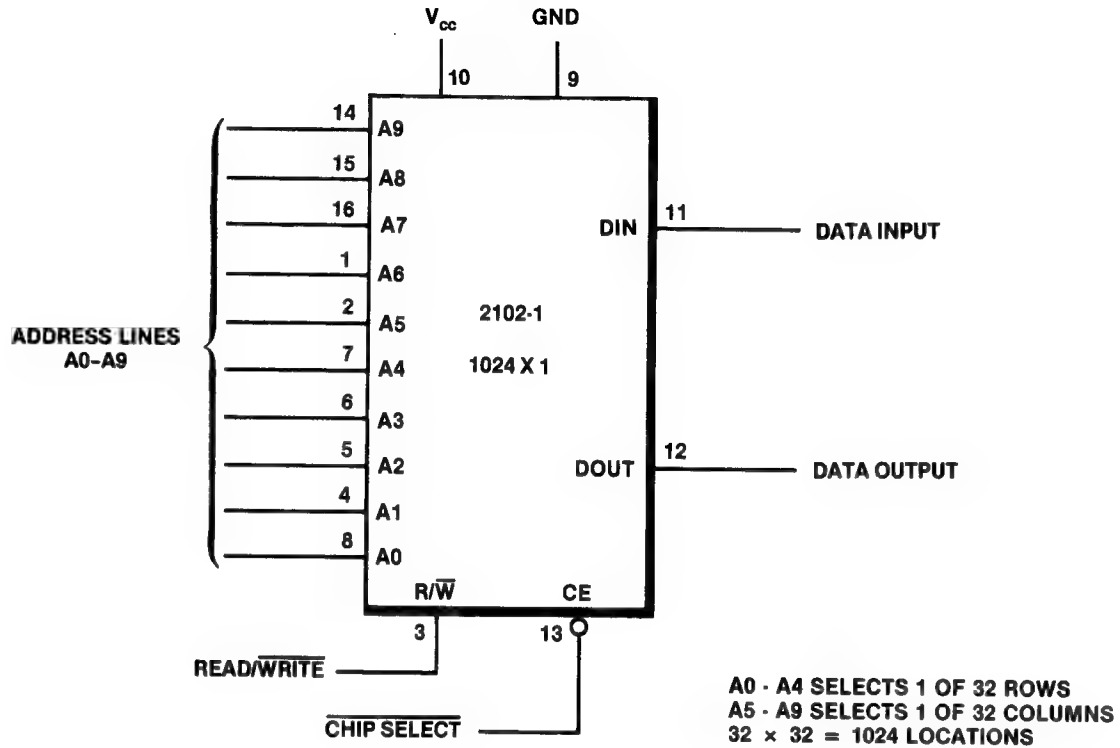 Vcc GND
10 9
14 A9
15 A8
16 A7
11 DIN DATA INPUT
1 A6
2 A5
2102-1
ADDRESS LINES
A0-A9
7 A4
1024 X 1
6 A3
5 A2
12 DOUT DATA OUTPUT
4 A1
8 A0
R/W̅ CE
3 13
READ/W̅R̅I̅T̅E̅
C̅H̅I̅P̅ ̅S̅E̅L̅E̅C̅T̅
A0 - A4 SELECTS 1 OF 32 ROWS
A5 - A9 SELECTS 1 OF 32 COLUMNS
32 × 32 = 1024 LOCATIONS